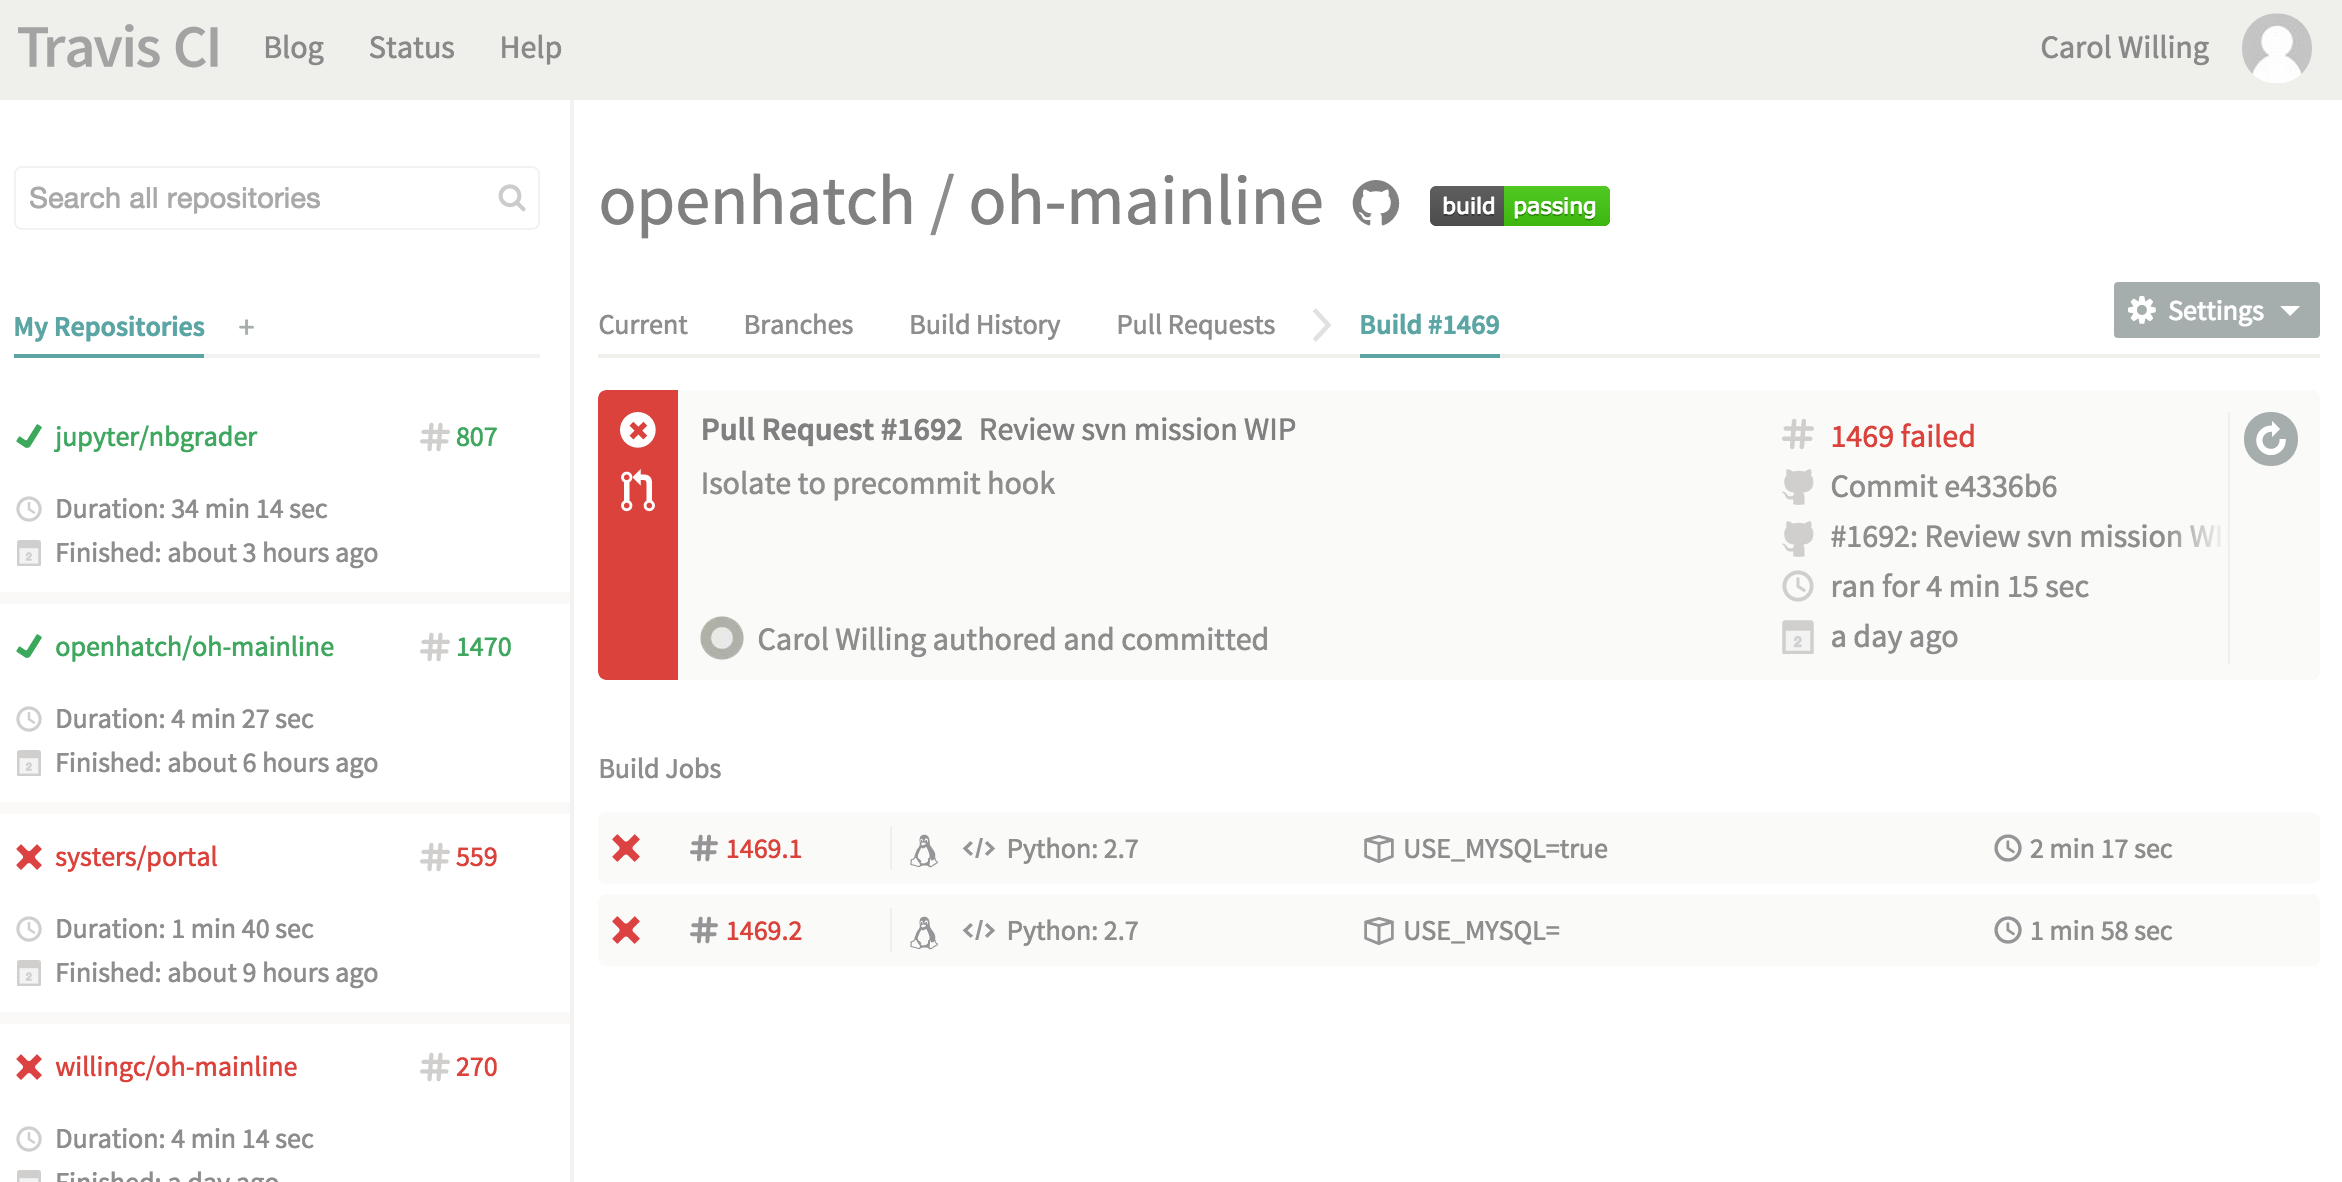 Travis CI Blog Status Help Carol Willing
Search all repositories
My Repositories +
jupyter/nbgrader # 807
Duration: 34 min 14 sec
Finished: about 3 hours ago
openhatch/oh-mainline # 1470
Duration: 4 min 27 sec
Finished: about 6 hours ago
systers/portal # 559
Duration: 1 min 40 sec
Finished: about 9 hours ago
willingc/oh-mainline # 270
Duration: 4 min 14 sec
Finished: a day ago
openhatch / oh-mainline build passing
Current Branches Build History Pull Requests Build #1469
Settings
Pull Request #1692 Review svn mission WIP
Isolate to precommit hook
Carol Willing authored and committed
# 1469 failed
Commit e4336b6
#1692: Review svn mission WI
ran for 4 min 15 sec
a day ago
Build Jobs
# 1469.1 </> Python: 2.7 USE_MYSQL=true 2 min 17 sec
# 1469.2 </> Python: 2.7 USE_MYSQL= 1 min 58 sec